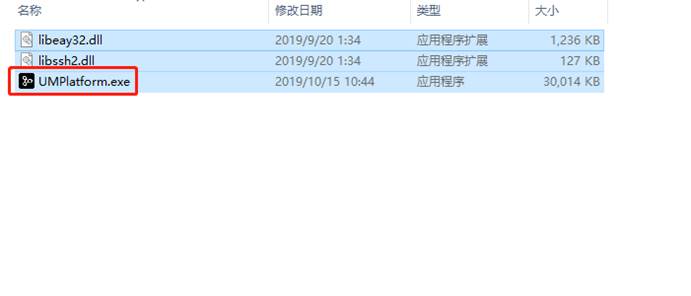 名称 修改日期 类型 大小
libeay32.dll 2019/9/20 1:34 应用程序扩展 1,236 KB
libssh2.dll 2019/9/20 1:34 应用程序扩展 127 KB
UMPlatform.exe 2019/10/15 10:44 应用程序 30,014 KB